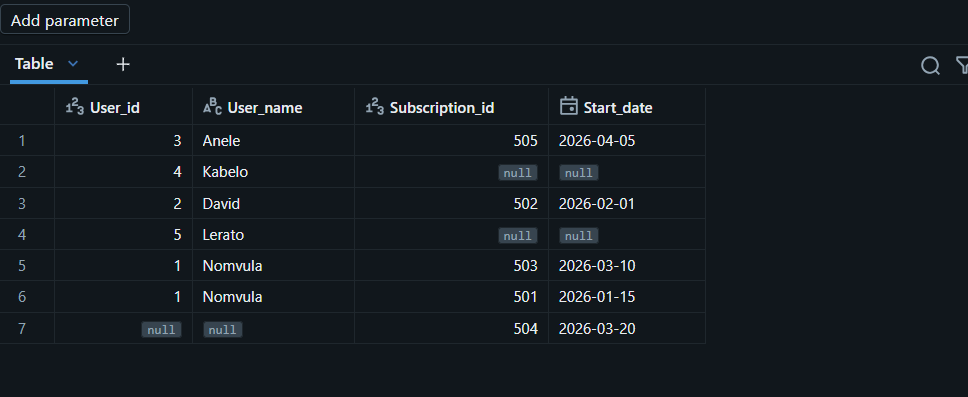 Add parameter
Table
User_id User_name Subscription_id Start_date
1 3 Anele 505 2026-04-05
2 4 Kabelo null null
3 2 David 502 2026-02-01
4 5 Lerato null null
5 1 Nomvula 503 2026-03-10
6 1 Nomvula 501 2026-01-15
7 null null 504 2026-03-20